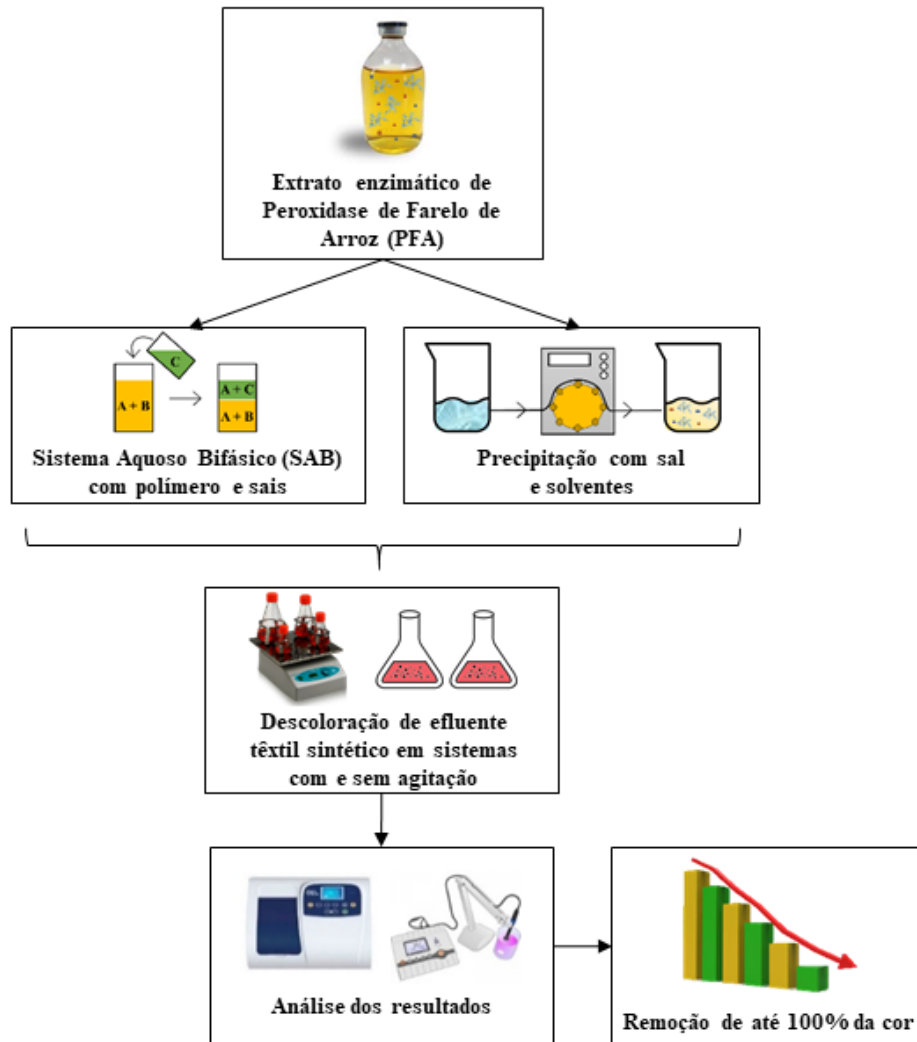 Extrato enzimático de
Peroxidase de Farelo de
Arroz (PFA)
C
A + B
A + C
A + B
Sistema Aquoso Bifásico (SAB)
com polímero e sais
Precipitação com sal
e solventes
Descoloração de efluente
têxtil sintético em sistemas
com e sem agitação
Análise dos resultados
Remoção de até 100% da cor